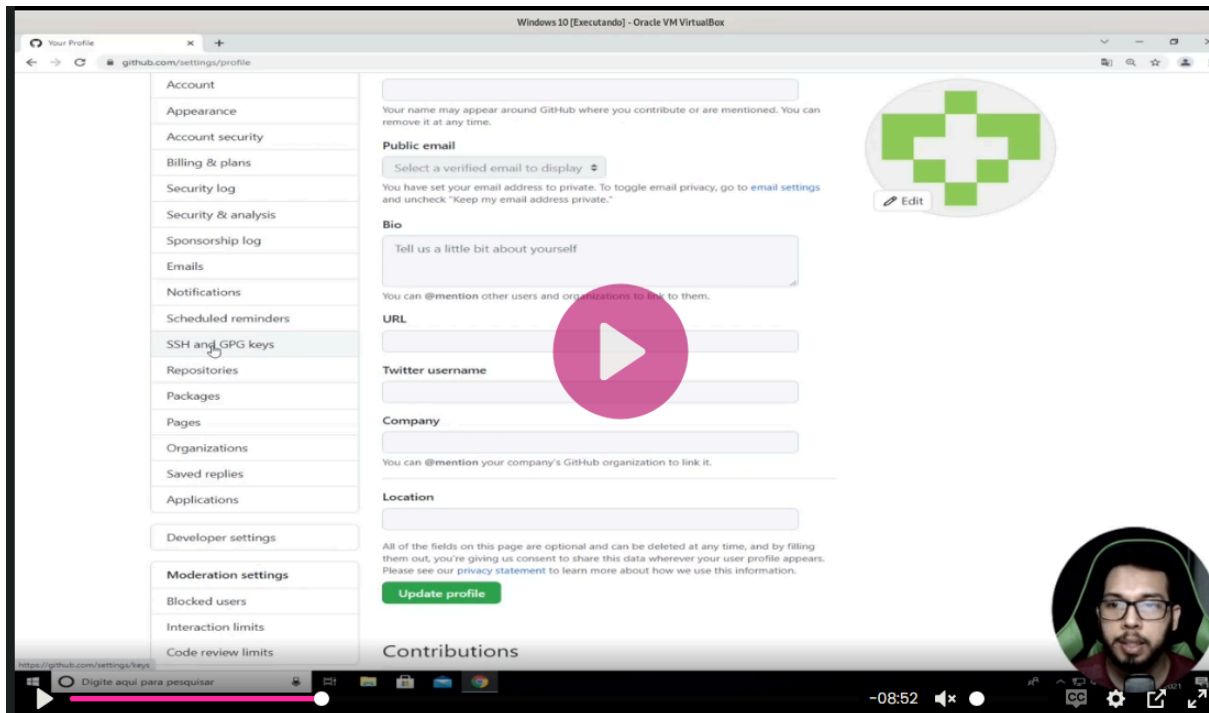 Windows 10 [Executando] - Oracle VM VirtualBox
Your Profile
github.com/settings/profile
Account
Appearance
Account security
Billing & plans
Security log
Security & analysis
Sponsorship log
Emails
Notifications
Scheduled reminders
SSH and GPG keys
Repositories
Packages
Pages
Organizations
Saved replies
Applications
Developer settings
Moderation settings
Blocked users
Interaction limits
Code review limits
Your name may appear around GitHub where you contribute or are mentioned. You can
remove it at any time.
Public email
Select a verified email to display
You have set your email address to private. To toggle email privacy, go to email settings
and uncheck "Keep my email address private."
Bio
Tell us a little bit about yourself
You can @mention other users and organizations to link to them.
URL
Twitter username
Company
You can @mention your company's GitHub organization to link it.
Location
All of the fields on this page are optional and can be deleted at any time, and by filling
them out, you're giving us consent to share this data wherever your user profile appears.
Please see our privacy statement to learn more about how we use this information.
Update profile
Contributions
Edit
https://github.com/settings/keys
Digite aqui para pesquisar
-08:52
CC